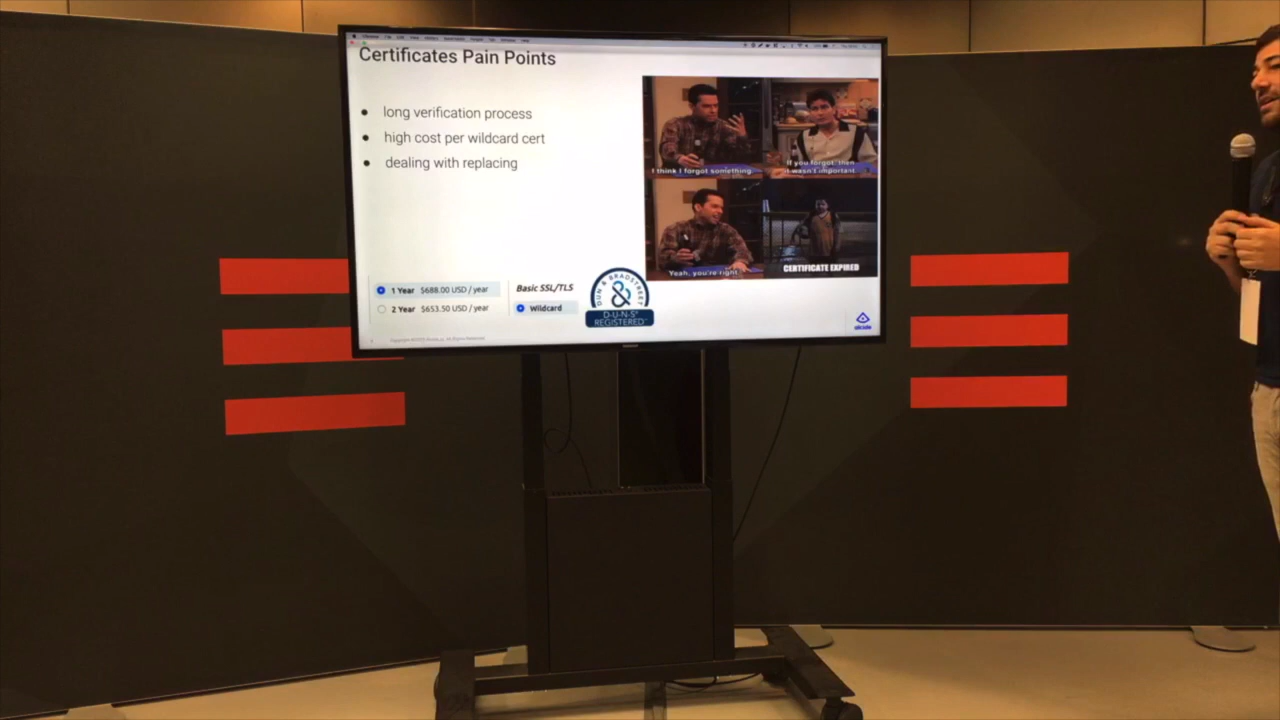 Certificates Pain Points
• long verification process
• high cost per wildcard cert
• dealing with replacing
I think I forgot something.
If you forgot, then
it wasn't important.
Yeah, you're right.
CERTIFICATE EXPIRED
1 Year $688.00 USD / year
2 Year $653.50 USD / year
Basic SSL/TLS
Wildcard
DUN & BRADSTREET
D-U-N-S®
REGISTERED™
alcide